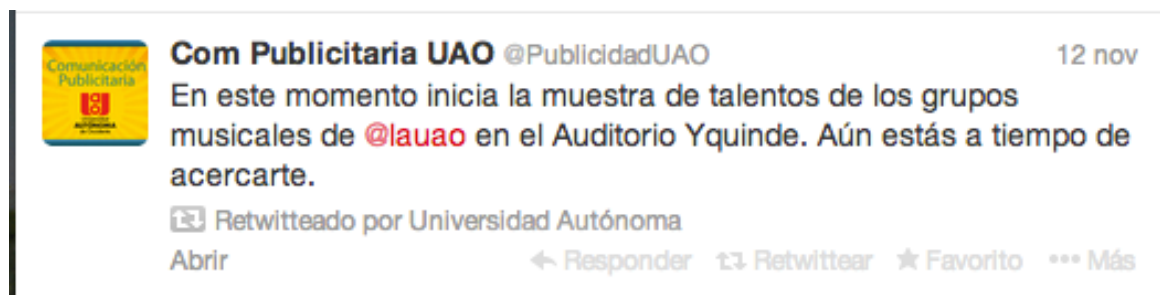 Comunicación
Publicitaria
Com Publicitaria UAO @PublicidadUAO 12 nov
En este momento inicia la muestra de talentos de los grupos
musicales de @lauao en el Auditorio Yquinde. Aún estás a tiempo de
acercarte.
Retwitteado por Universidad Autónoma
Abrir Responder Retwittear Favorito Más